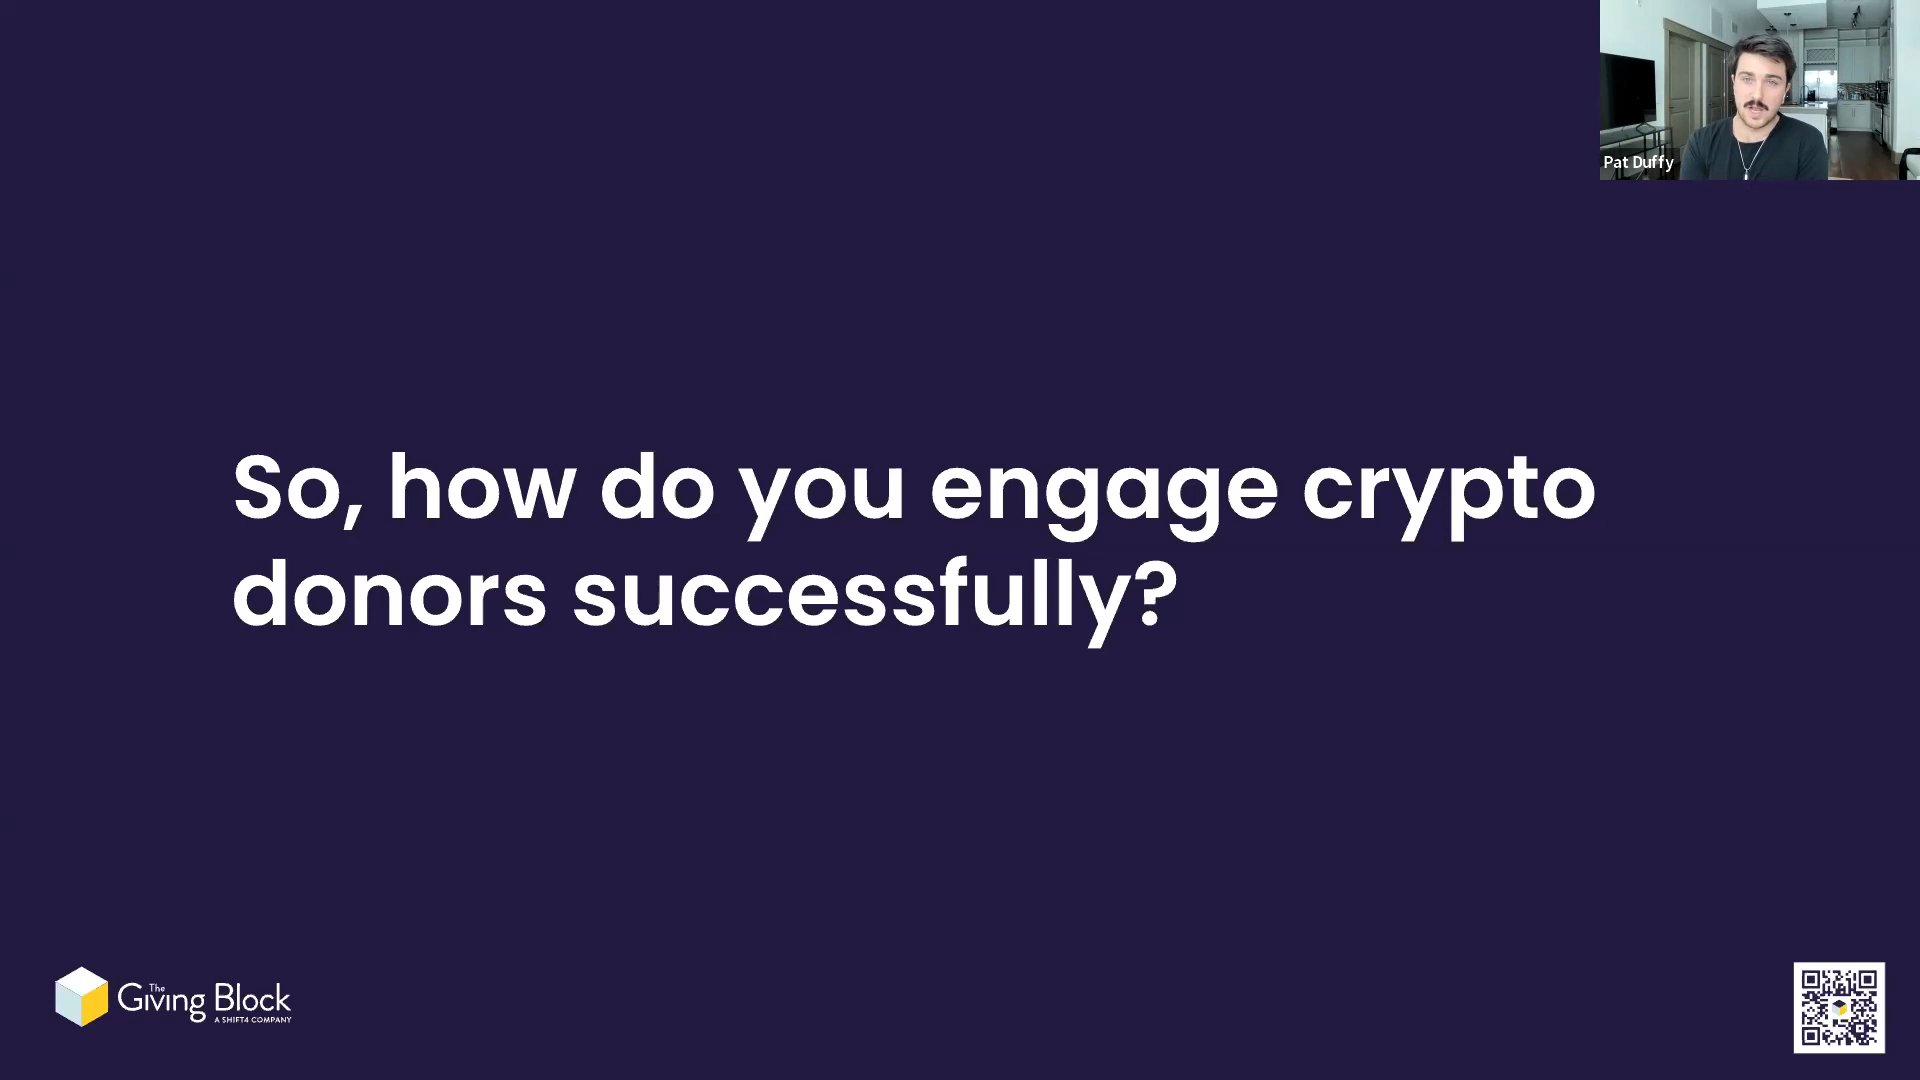 Pat Duffy
So, how do you engage crypto
donors successfully?
The
Giving Block
A SHIFT4 COMPANY